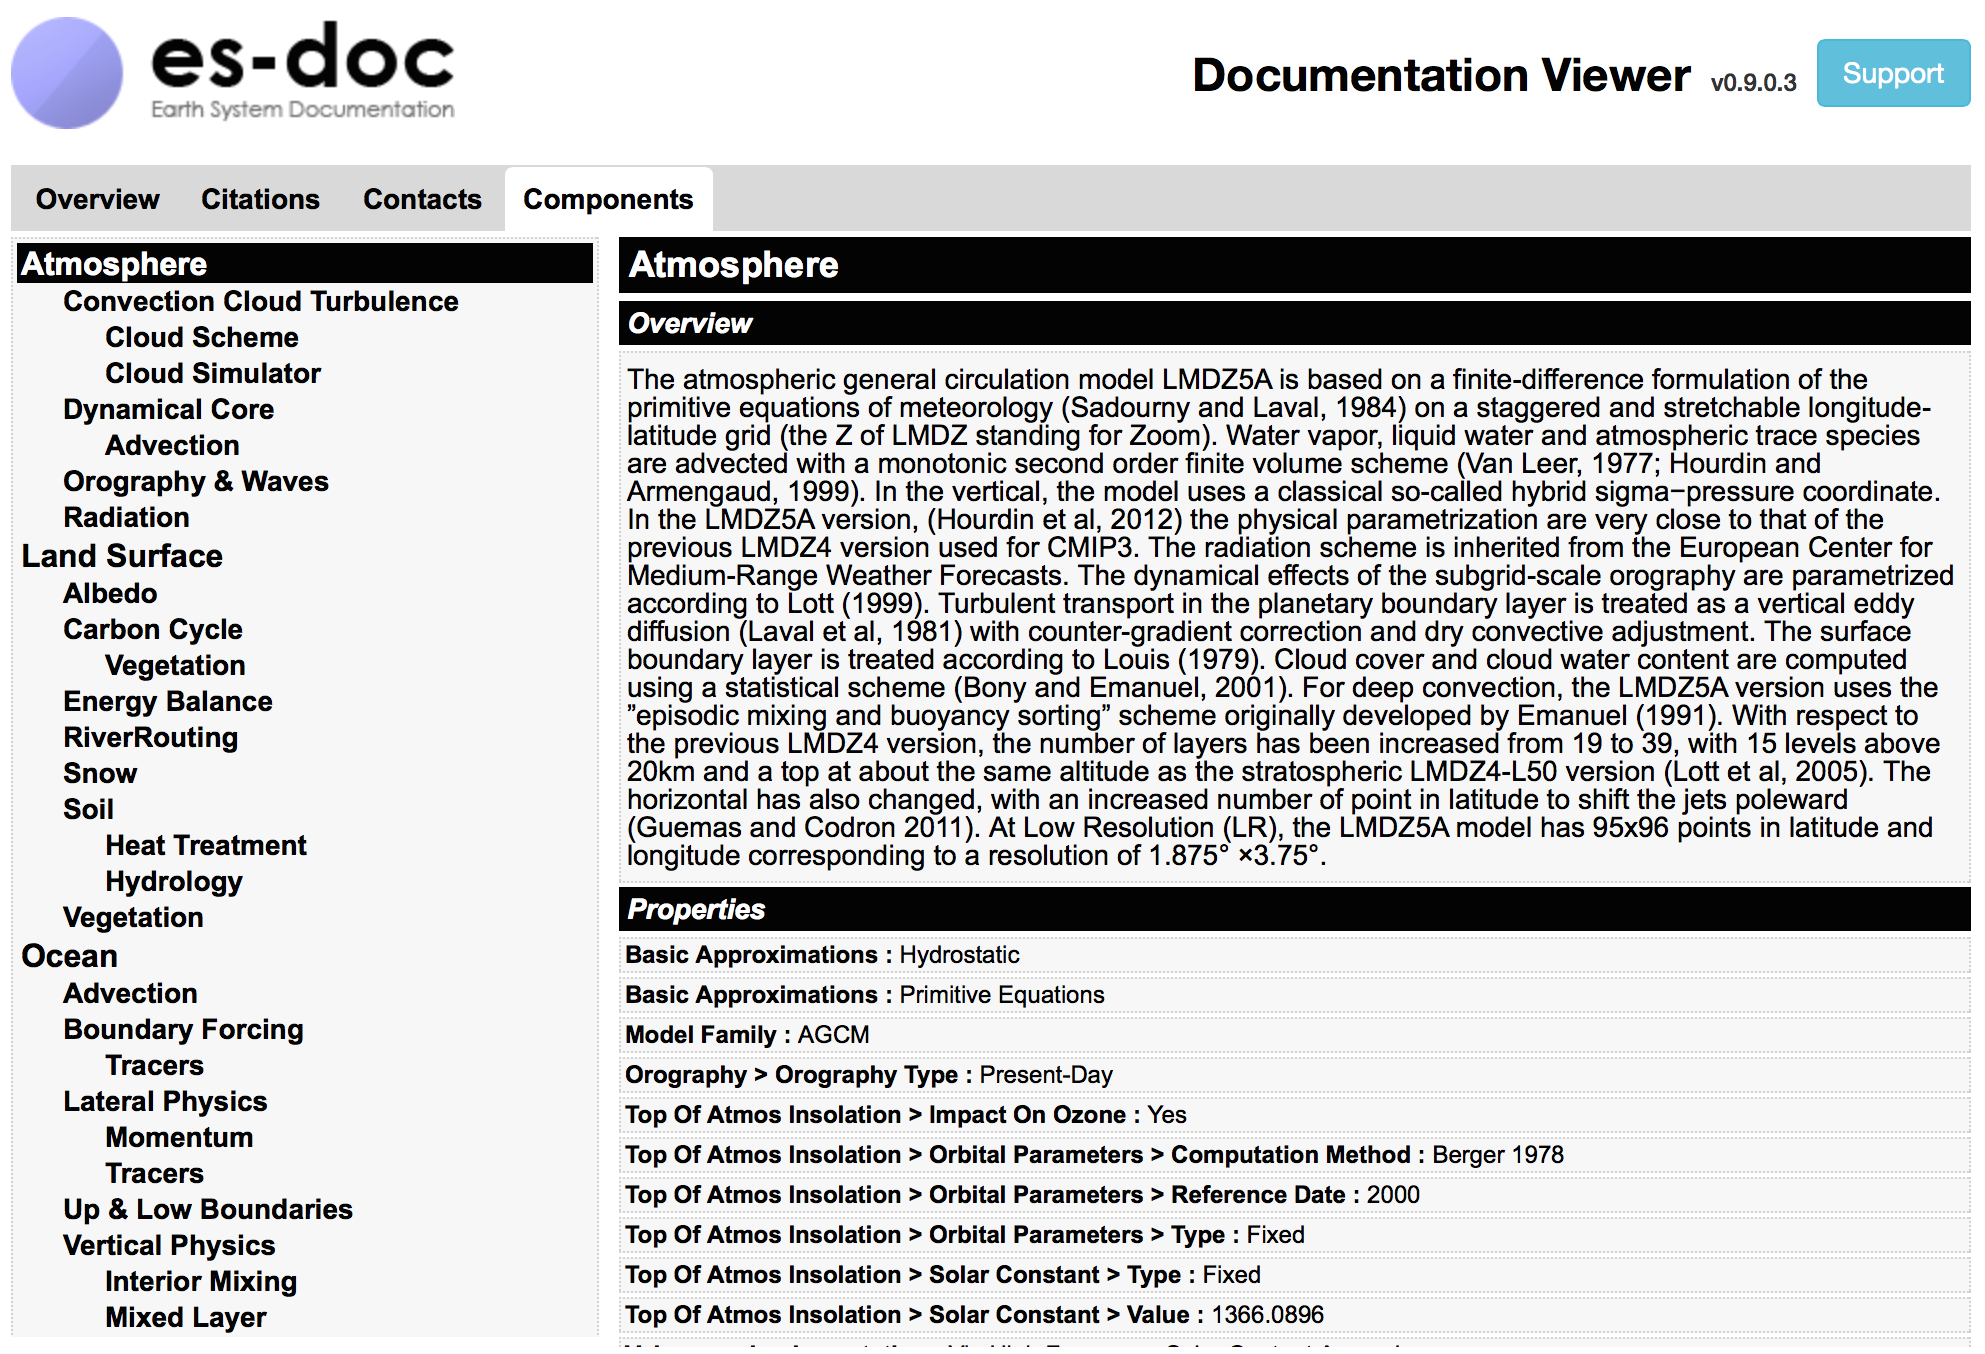 es-doc
Earth System Documentation
Documentation Viewer v0.9.0.3 Support
Overview Citations Contacts Components
Atmosphere
Convection Cloud Turbulence
Cloud Scheme
Cloud Simulator
Dynamical Core
Advection
Orography & Waves
Radiation
Land Surface
Albedo
Carbon Cycle
Vegetation
Energy Balance
RiverRouting
Snow
Soil
Heat Treatment
Hydrology
Vegetation
Ocean
Advection
Boundary Forcing
Tracers
Lateral Physics
Momentum
Tracers
Up & Low Boundaries
Vertical Physics
Interior Mixing
Mixed Layer
Atmosphere
Overview
The atmospheric general circulation model LMDZ5A is based on a finite-difference formulation of the
primitive equations of meteorology (Sadourny and Laval, 1984) on a staggered and stretchable longitude-
latitude grid (the Z of LMDZ standing for Zoom). Water vapor, liquid water and atmospheric trace species
are advected with a monotonic second order finite volume scheme (Van Leer, 1977; Hourdin and
Armengaud, 1999). In the vertical, the model uses a classical so-called hybrid sigma−pressure coordinate.
In the LMDZ5A version, (Hourdin et al, 2012) the physical parametrization are very close to that of the
previous LMDZ4 version used for CMIP3. The radiation scheme is inherited from the European Center for
Medium-Range Weather Forecasts. The dynamical effects of the subgrid-scale orography are parametrized
according to Lott (1999). Turbulent transport in the planetary boundary layer is treated as a vertical eddy
diffusion (Laval et al, 1981) with counter-gradient correction and dry convective adjustment. The surface
boundary layer is treated according to Louis (1979). Cloud cover and cloud water content are computed
using a statistical scheme (Bony and Emanuel, 2001). For deep convection, the LMDZ5A version uses the
”episodic mixing and buoyancy sorting” scheme originally developed by Emanuel (1991). With respect to
the previous LMDZ4 version, the number of layers has been increased from 19 to 39, with 15 levels above
20km and a top at about the same altitude as the stratospheric LMDZ4-L50 version (Lott et al, 2005). The
horizontal has also changed, with an increased number of point in latitude to shift the jets poleward
(Guemas and Codron 2011). At Low Resolution (LR), the LMDZ5A model has 95x96 points in latitude and
longitude corresponding to a resolution of 1.875° ×3.75°.
Properties
Basic Approximations : Hydrostatic
Basic Approximations : Primitive Equations
Model Family : AGCM
Orography > Orography Type : Present-Day
Top Of Atmos Insolation > Impact On Ozone : Yes
Top Of Atmos Insolation > Orbital Parameters > Computation Method : Berger 1978
Top Of Atmos Insolation > Orbital Parameters > Reference Date : 2000
Top Of Atmos Insolation > Orbital Parameters > Type : Fixed
Top Of Atmos Insolation > Solar Constant > Type : Fixed
Top Of Atmos Insolation > Solar Constant > Value : 1366.0896